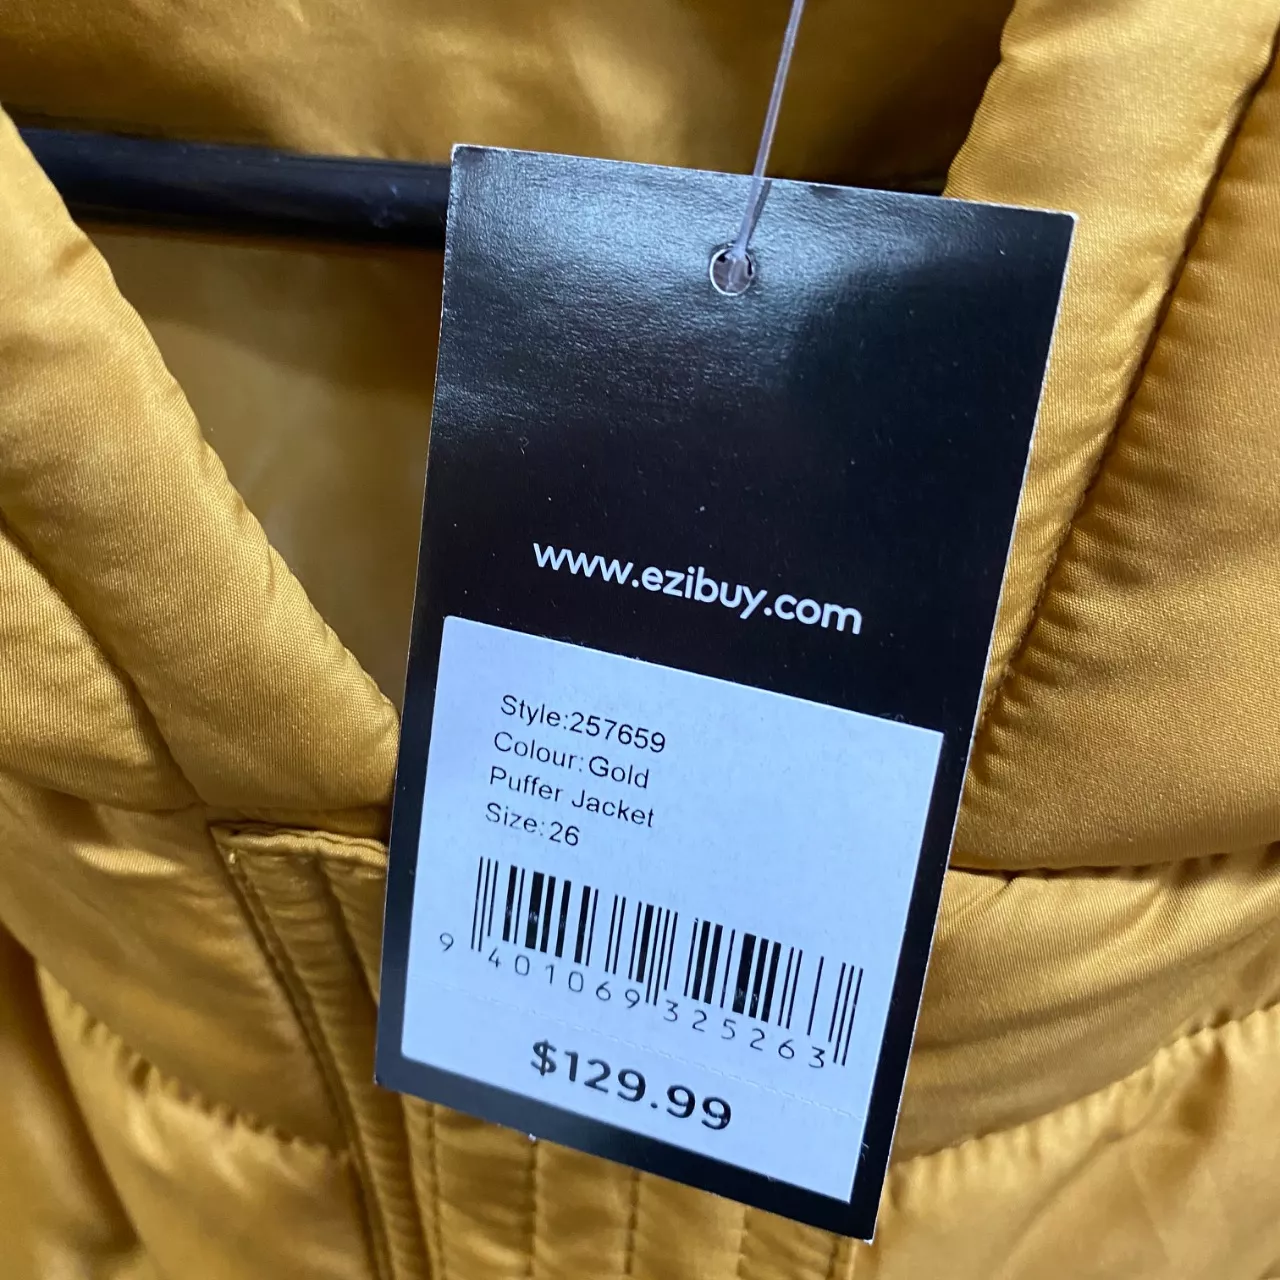 www.ezibuy.com
Style:257659
Colour:Gold
Puffer Jacket
Size:26
9 401069 325263
$129.99